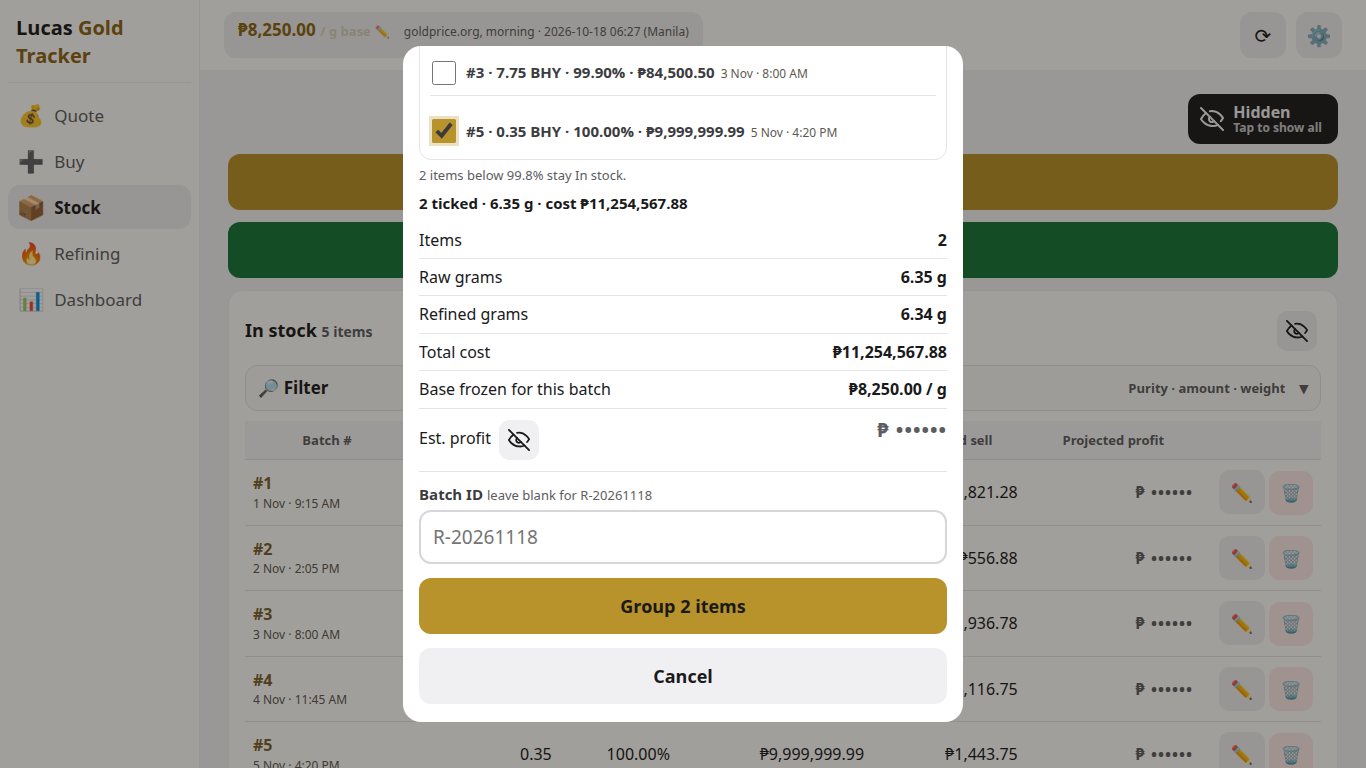 Lucas Gold
Tracker
₱8,250.00 / g base ✏️ goldprice.org, morning · 2026-10-18 06:27 (Manila)
Quote
Buy
Stock
Refining
Dashboard
Hidden
Tap to show all
#3 · 7.75 BHY · 99.90% · ₱84,500.50 3 Nov · 8:00 AM
#5 · 0.35 BHY · 100.00% · ₱9,999,999.99 5 Nov · 4:20 PM
2 items below 99.8% stay In stock.
2 ticked · 6.35 g · cost ₱11,254,567.88
Items 2
Raw grams 6.35 g
Refined grams 6.34 g
Total cost ₱11,254,567.88
Base frozen for this batch ₱8,250.00 / g
Est. profit ₱ ••••••
Batch ID leave blank for R-20261118
R-20261118
Group 2 items
Cancel
In stock 5 items
Filter Purity · amount · weight ▼
Batch # sell Projected profit
#1
1 Nov · 9:15 AM
,821.28 ₱ ••••••
#2
2 Nov · 2:05 PM
₱556.88 ₱ ••••••
#3
3 Nov · 8:00 AM
,936.78 ₱ ••••••
#4
4 Nov · 11:45 AM
,116.75 ₱ ••••••
#5
5 Nov · 4:20 PM
0.35 100.00% ₱9,999,999.99 ₱1,443.75 ₱ ••••••